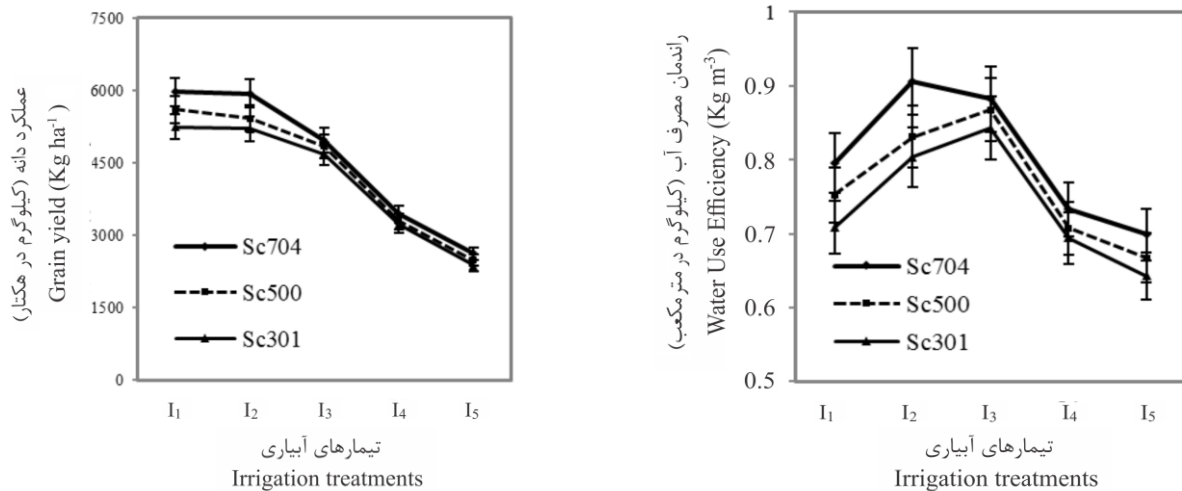 عملکرد دانه (کیلوگرم در هکتار)
Grain yield (Kg ha⁻¹)
7500
6000
4500
3000
1500
0
Sc704
Sc500
Sc301
I₁ I₂ I₃ I₄ I₅
تیمارهای آبیاری
Irrigation treatments
راندمان مصرف آب (کیلوگرم در مترمکعب)
Water Use Efficiency (Kg m⁻³)
1
0.9
0.8
0.7
0.6
0.5
Sc704
Sc500
Sc301
I₁ I₂ I₃ I₄ I₅
تیمارهای آبیاری
Irrigation treatments